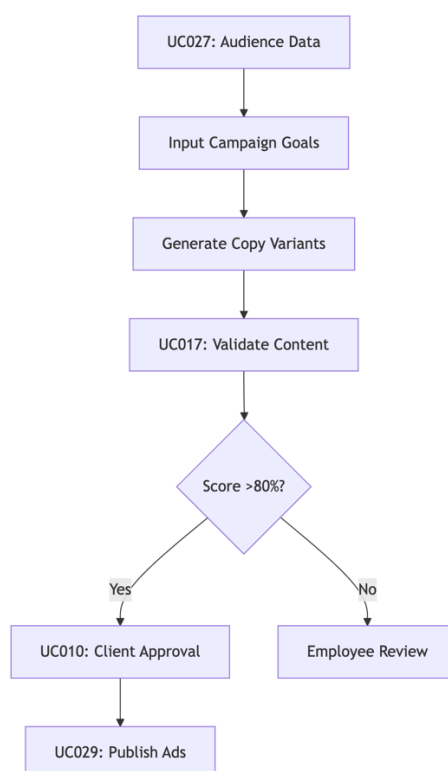 UC027: Audience Data
Input Campaign Goals
Generate Copy Variants
UC017: Validate Content
Score >80%?
Yes
No
UC010: Client Approval
Employee Review
UC029: Publish Ads